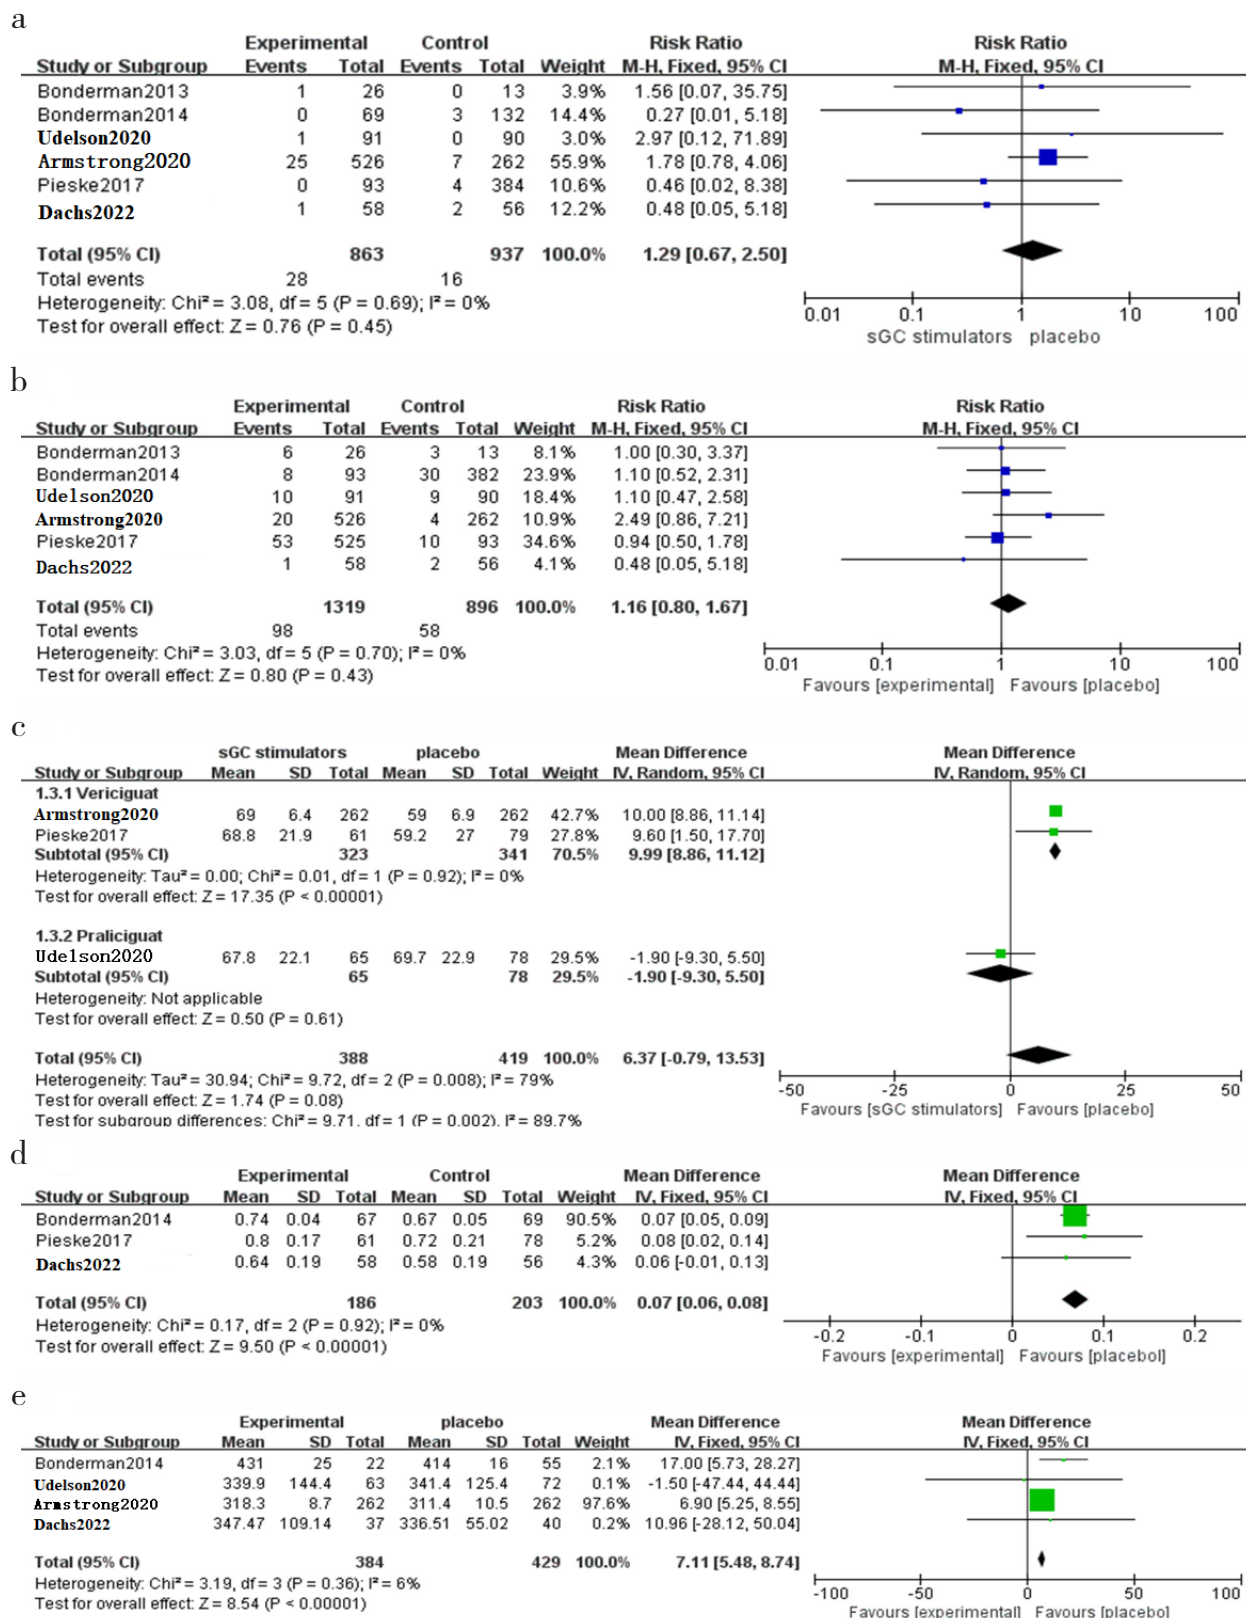 a
Experimental Control Risk Ratio Risk Ratio
Study or Subgroup Events Total Events Total Weight M-H, Fixed, 95% CI M-H, Fixed, 95% CI
Bonderman2013 1 26 0 13 3.9% 1.56 [0.07, 35.75]
Bonderman2014 0 69 3 132 14.4% 0.27 [0.01, 5.18]
Udelson2020 1 91 0 90 3.0% 2.97 [0.12, 71.89]
Armstrong2020 25 526 7 262 55.9% 1.78 [0.78, 4.06]
Pieske2017 0 93 4 384 10.6% 0.46 [0.02, 8.38]
Dachs2022 1 58 2 56 12.2% 0.48 [0.05, 5.18]
Total (95% CI) 863 937 100.0% 1.29 [0.67, 2.50]
Total events 28 16
Heterogeneity: Chi² = 3.08, df = 5 (P = 0.69); I² = 0%
Test for overall effect: Z = 0.76 (P = 0.45)
0.01 0.1 1 10 100
sGC stimulators placebo
b
Experimental Control Risk Ratio Risk Ratio
Study or Subgroup Events Total Events Total Weight M-H, Fixed, 95% CI M-H, Fixed, 95% CI
Bonderman2013 6 26 3 13 8.1% 1.00 [0.30, 3.37]
Bonderman2014 8 93 30 382 23.9% 1.10 [0.52, 2.31]
Udelson2020 10 91 9 90 18.4% 1.10 [0.47, 2.58]
Armstrong2020 20 526 4 262 10.9% 2.49 [0.86, 7.21]
Pieske2017 53 525 10 93 34.6% 0.94 [0.50, 1.78]
Dachs2022 1 58 2 56 4.1% 0.48 [0.05, 5.18]
Total (95% CI) 1319 896 100.0% 1.16 [0.80, 1.67]
Total events 98 58
Heterogeneity: Chi² = 3.03, df = 5 (P = 0.70); I² = 0%
Test for overall effect: Z = 0.80 (P = 0.43)
0.01 0.1 1 10 100
Favours [experimental] Favours [placebo]
c
sGC stimulators placebo Mean Difference Mean Difference
Study or Subgroup Mean SD Total Mean SD Total Weight IV, Random, 95% CI IV, Random, 95% CI
1.3.1 Vericiguat
Armstrong2020 69 6.4 262 59 6.9 262 42.7% 10.00 [8.86, 11.14]
Pieske2017 68.8 21.9 61 59.2 27 79 27.8% 9.60 [1.50, 17.70]
Subtotal (95% CI) 323 341 70.5% 9.99 [8.86, 11.12]
Heterogeneity: Tau² = 0.00; Chi² = 0.01, df = 1 (P = 0.92); I² = 0%
Test for overall effect: Z = 17.35 (P < 0.00001)
1.3.2 Praliciguat
Udelson2020 67.8 22.1 65 69.7 22.9 78 29.5% -1.90 [-9.30, 5.50]
Subtotal (95% CI) 65 78 29.5% -1.90 [-9.30, 5.50]
Heterogeneity: Not applicable
Test for overall effect: Z = 0.50 (P = 0.61)
Total (95% CI) 388 419 100.0% 6.37 [-0.79, 13.53]
Heterogeneity: Tau² = 30.94; Chi² = 9.72, df = 2 (P = 0.008); I² = 79%
Test for overall effect: Z = 1.74 (P = 0.08)
Test for subgroup differences: Chi² = 9.71, df = 1 (P = 0.002), I² = 89.7%
-50 -25 0 25 50
Favours [sGC stimulators] Favours [placebo]
d
Experimental Control Mean Difference Mean Difference
Study or Subgroup Mean SD Total Mean SD Total Weight IV, Fixed, 95% CI IV, Fixed, 95% CI
Bonderman2014 0.74 0.04 67 0.67 0.05 69 90.5% 0.07 [0.05, 0.09]
Pieske2017 0.8 0.17 61 0.72 0.21 78 5.2% 0.08 [0.02, 0.14]
Dachs2022 0.64 0.19 58 0.58 0.19 56 4.3% 0.06 [-0.01, 0.13]
Total (95% CI) 186 203 100.0% 0.07 [0.06, 0.08]
Heterogeneity: Chi² = 0.17, df = 2 (P = 0.92); I² = 0%
Test for overall effect: Z = 9.50 (P < 0.00001)
-0.2 -0.1 0 0.1 0.2
Favours [experimental] Favours [placebol]
e
Experimental placebo Mean Difference Mean Difference
Study or Subgroup Mean SD Total Mean SD Total Weight IV, Fixed, 95% CI IV, Fixed, 95% CI
Bonderman2014 431 25 22 414 16 55 2.1% 17.00 [5.73, 28.27]
Udelson2020 339.9 144.4 63 341.4 125.4 72 0.1% -1.50 [-47.44, 44.44]
Armstrong2020 318.3 8.7 262 311.4 10.5 262 97.6% 6.90 [5.25, 8.55]
Dachs2022 347.47 109.14 37 336.51 55.02 40 0.2% 10.96 [-28.12, 50.04]
Total (95% CI) 384 429 100.0% 7.11 [5.48, 8.74]
Heterogeneity: Chi² = 3.19, df = 3 (P = 0.36); I² = 6%
Test for overall effect: Z = 8.54 (P < 0.00001)
-100 -50 0 50 100
Favours [experimental] Favours [placebo]